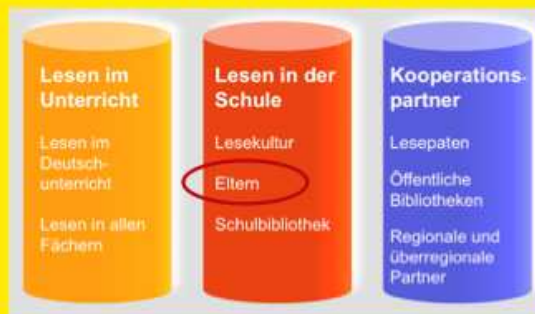 Lesen im
Unterricht
Lesen im
Deutsch-
unterricht
Lesen in allen
Fächern
Lesen in der
Schule
Lesekultur
Eltern
Schulbibliothek
Kooperations-
partner
Lesepaten
Öffentliche
Bibliotheken
Regionale und
überregionale
Partner